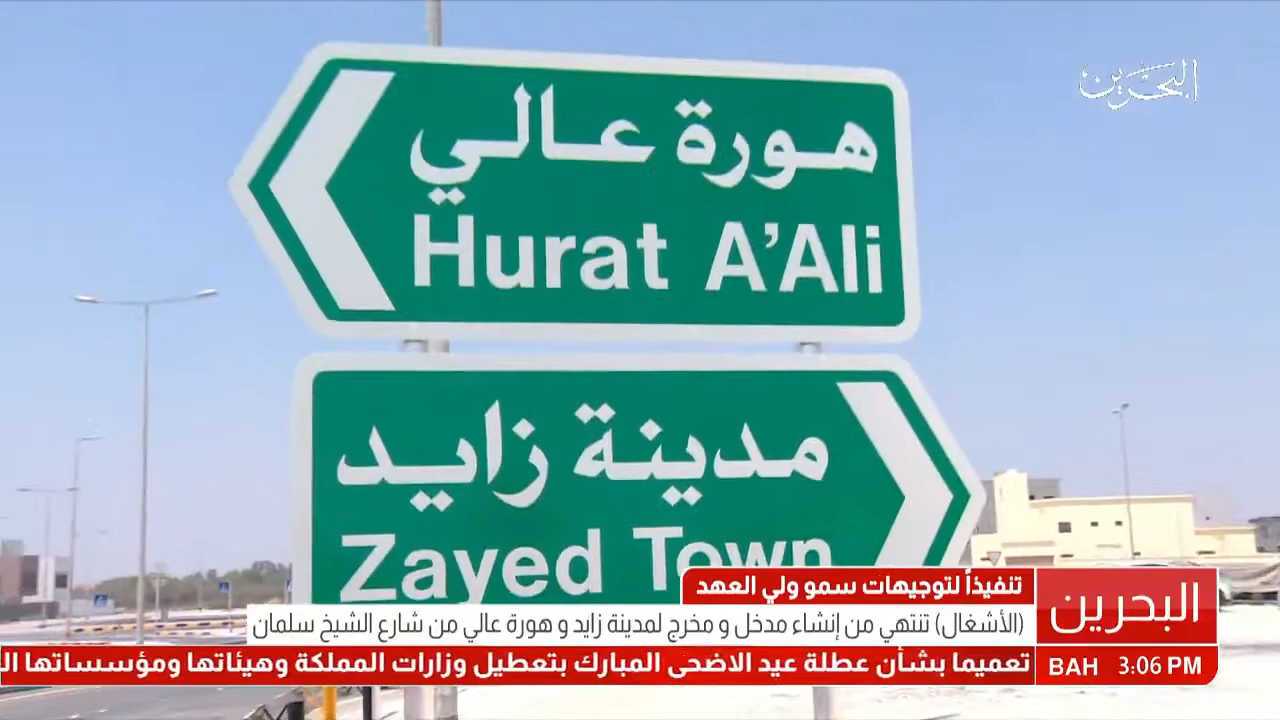 البحرين
هورة عالي
Hurat A'Ali
مدينة زايد
Zayed Town
تنفيذاً لتوجيهات سمو ولي العهد
البحرين
(الأشغال) تنتهي من إنشاء مدخل و مخرج لمدينة زايد و هورة عالي من شارع الشيخ سلمان
تعميما بشأن عطلة عيد الاضحى المبارك بتعطيل وزارات المملكة وهيئاتها ومؤسساتها
BAH 3:06 PM